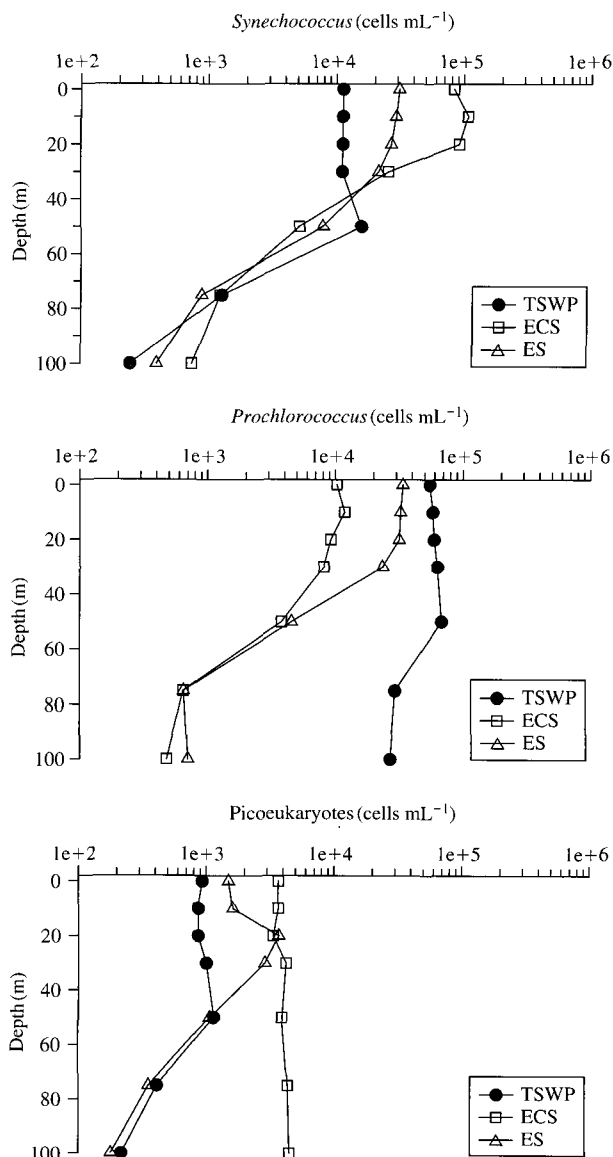 Synechococcus (cells mL⁻¹)
1e+2 1e+3 1e+4 1e+5 1e+6
0
20
40
60
80
100
Depth (m)
TSWP
ECS
ES
Prochlorococcus (cells mL⁻¹)
1e+2 1e+3 1e+4 1e+5 1e+6
0
20
40
60
80
100
Depth (m)
TSWP
ECS
ES
Picoeukaryotes (cells mL⁻¹)
1e+2 1e+3 1e+4 1e+5 1e+6
0
20
40
60
80
100
Depth (m)
TSWP
ECS
ES